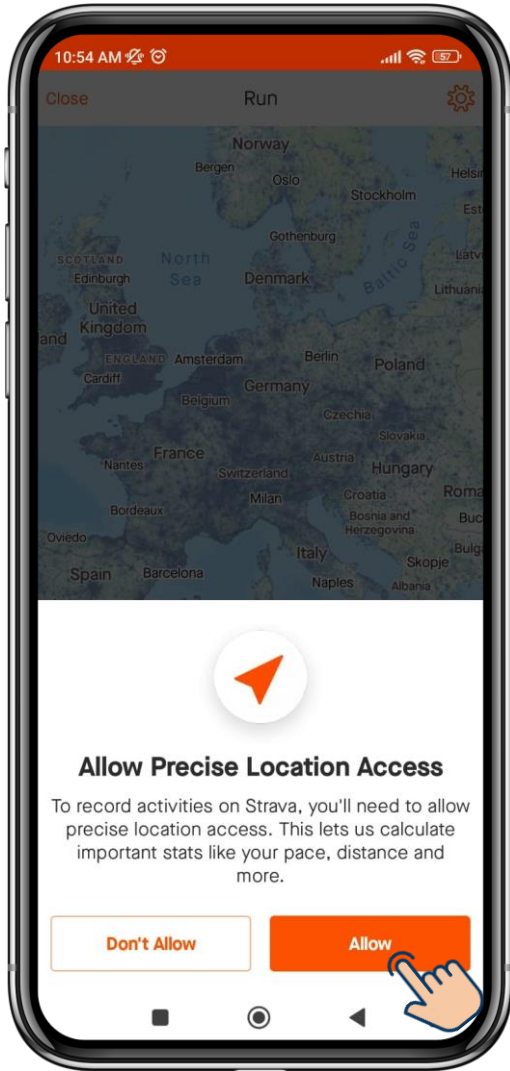 10:54 AM
57
Close
Run
Norway
Bergen
Oslo
Helsin
Stockholm
Est
Gothenburg
SCOTLAND
North
Sea
Baltic Sea
Latvi
Edinburgh
Denmark
Lithuani
United
Kingdom
and
ENGLAND
Amsterdam
Berlin
Poland
Cardiff
Germany
Belgium
Czechia
Slovakia
France
Austria
Nantes
Switzerland
Hungary
Milan
Croatia
Roma
Bordeaux
Bosnia and
Herzegovina
Buc
Oviedo
Italy
Bulg
Skopje
Spain
Barcelona
Naples
Albania
Allow Precise Location Access
To record activities on Strava, you'll need to allow
precise location access. This lets us calculate
important stats like your pace, distance and
more.
Don't Allow
Allow